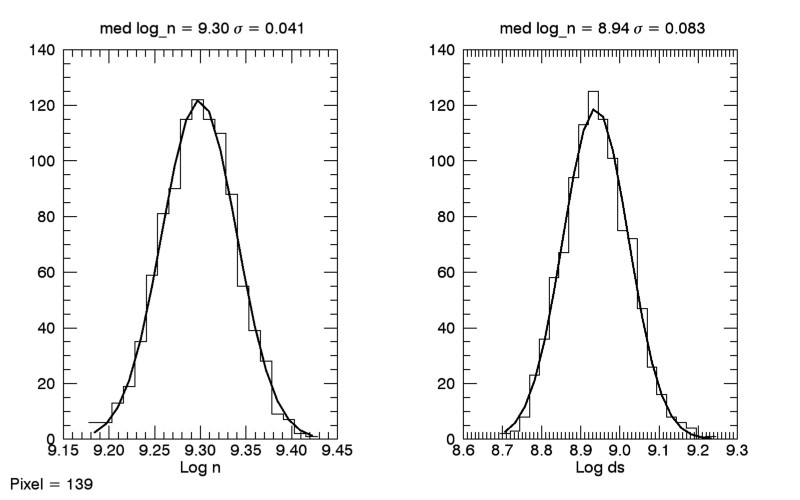 med log_n = 9.30 σ = 0.041
140
120
100
80
60
40
20
0
9.15 9.20 9.25 9.30 9.35 9.40 9.45
Log n
med log_n = 8.94 σ = 0.083
140
120
100
80
60
40
20
0
8.6 8.7 8.8 8.9 9.0 9.1 9.2 9.3
Log ds
Pixel = 139